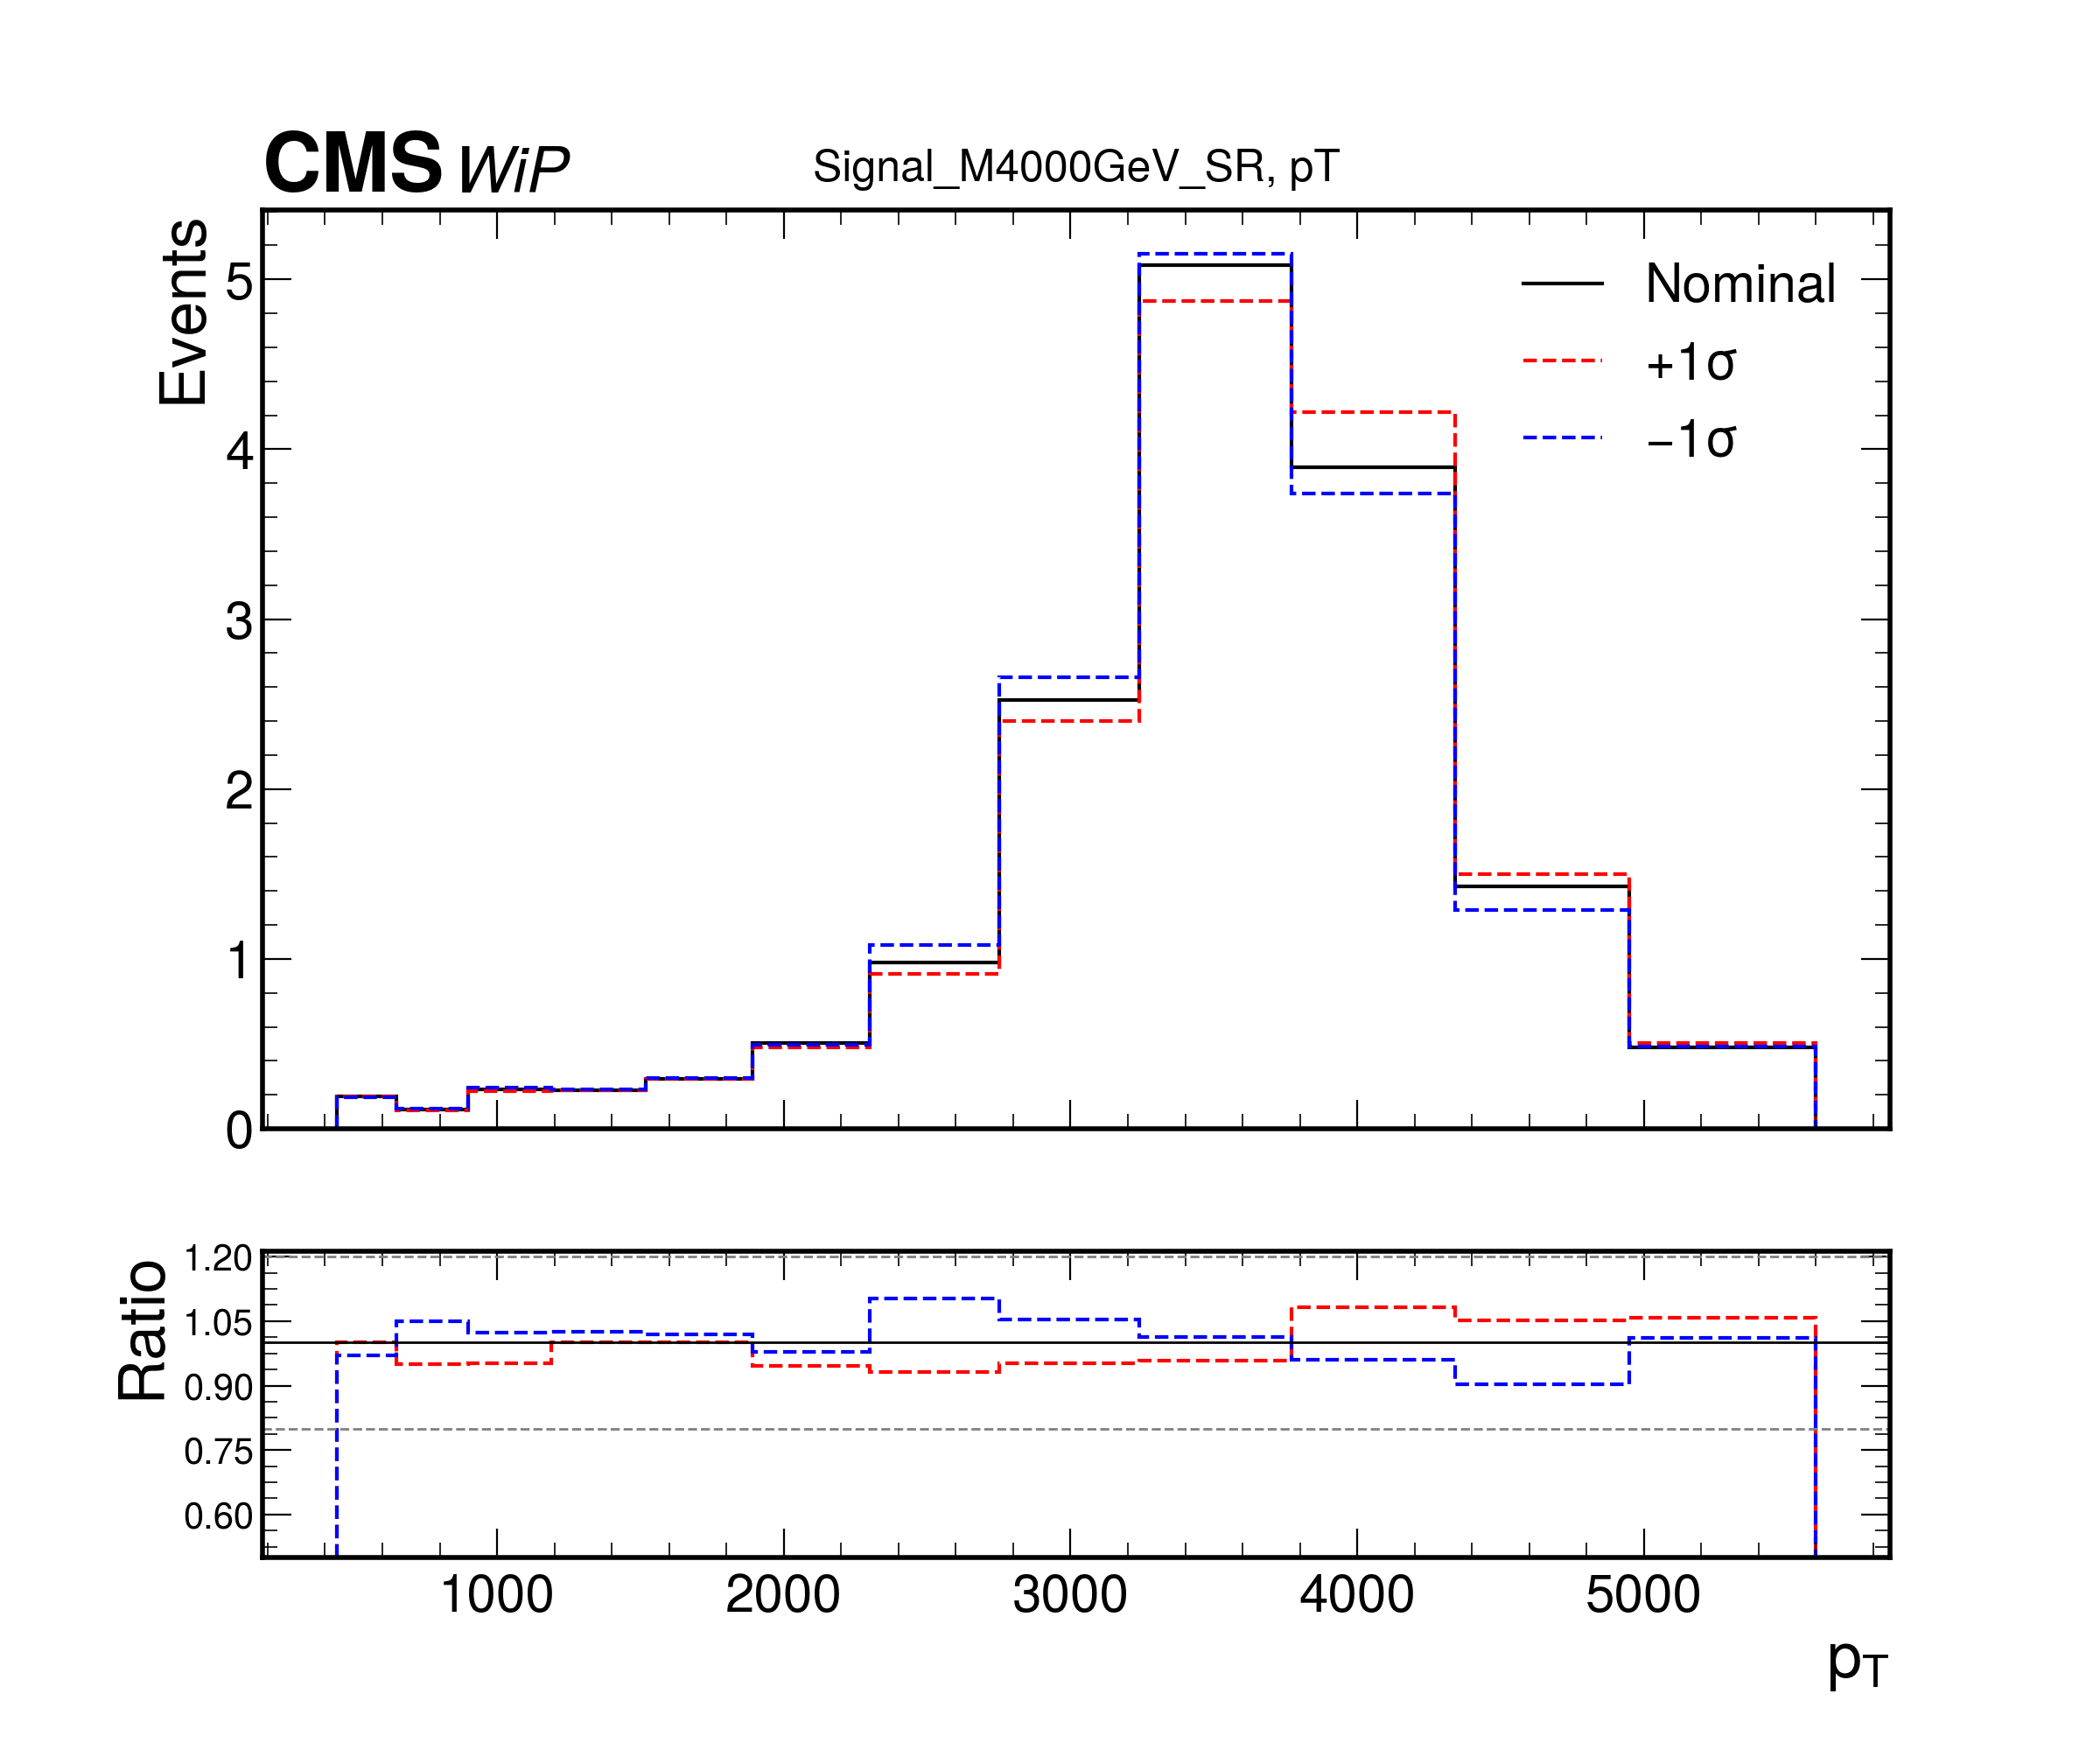 CMS WiP
Signal_M4000GeV_SR, pT
Events
5
4
3
2
1
0
Nominal
+1σ
−1σ
Ratio
1.20
1.05
0.90
0.75
0.60
1000 2000 3000 4000 5000
pT